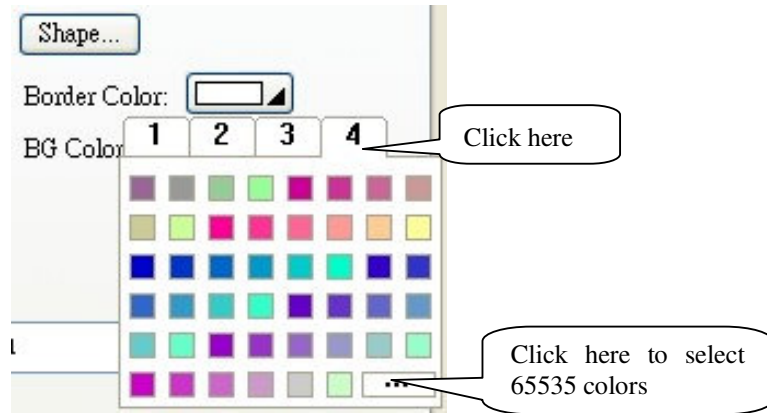 Shape...
Border Color:
BG Color
1 2 3 4
Click here
Click here to select
65535 colors
...